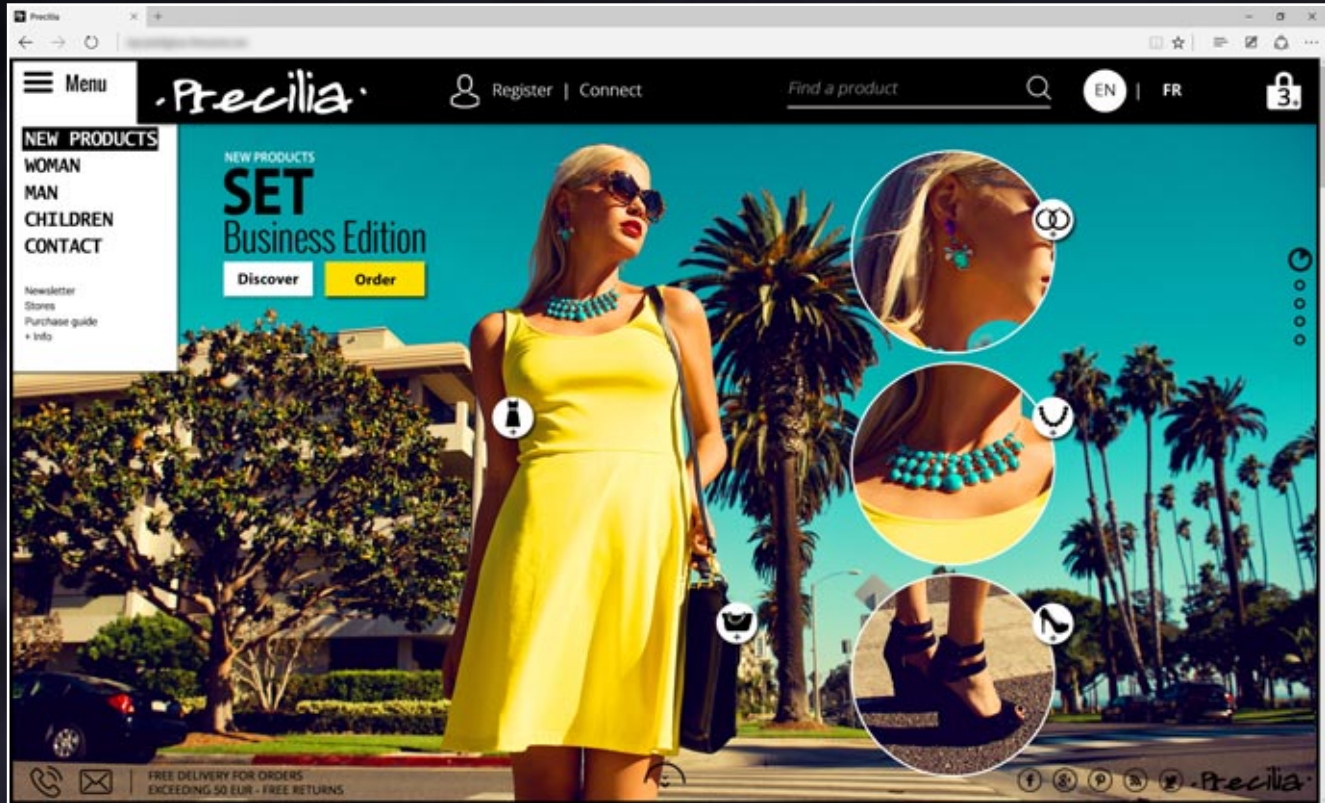 Precilia
Menu
Precilia
Register | Connect
Find a product
EN | FR
3+
NEW PRODUCTS
WOMAN
MAN
CHILDREN
CONTACT
Newsletter
Stores
Purchase guide
+ Info
NEW PRODUCTS
SET
Business Edition
Discover
Order
FREE DELIVERY FOR ORDERS
EXCEEDING 50 EUR - FREE RETURNS
Precilia